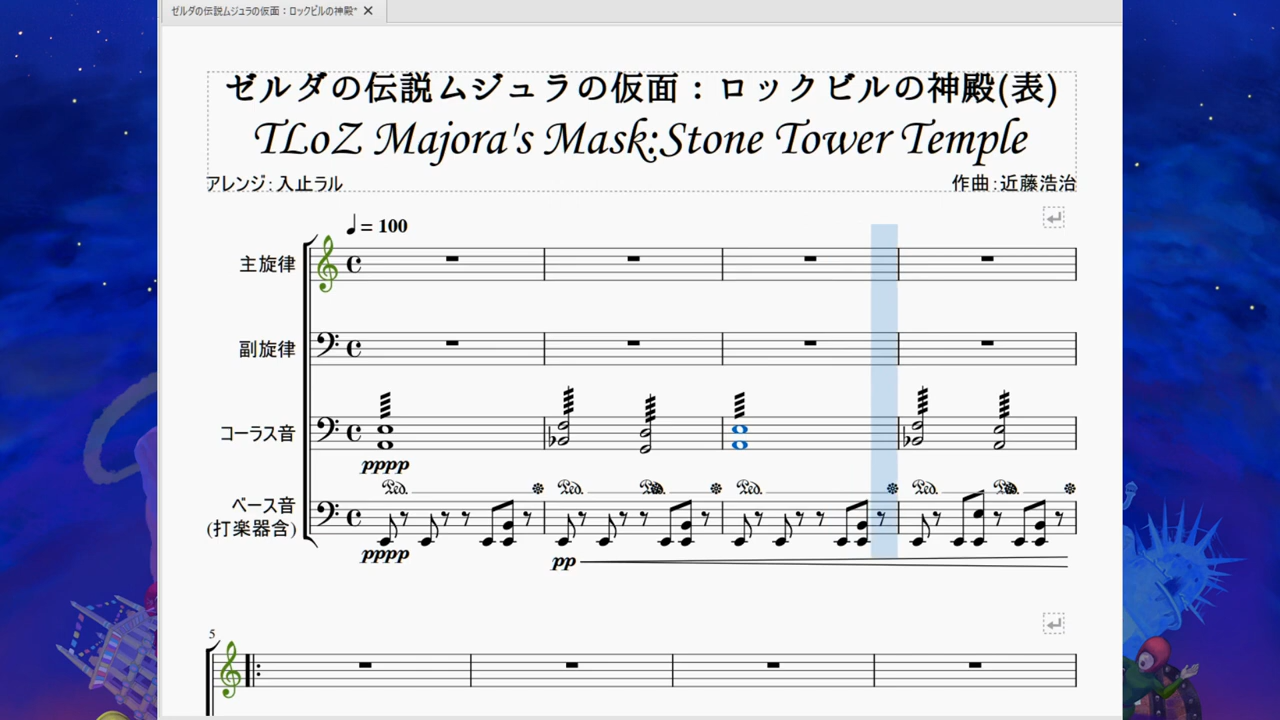 ゼルダの伝説ムジュラの仮面：ロックビルの神殿*
ゼルダの伝説ムジュラの仮面：ロックビルの神殿(表)
TLoZ Majora's Mask:Stone Tower Temple
アレンジ：入止ラル
作曲：近藤浩治
♩ = 100
主旋律
副旋律
コーラス音
pppp
ベース音
(打楽器含)
pppp
pp
5